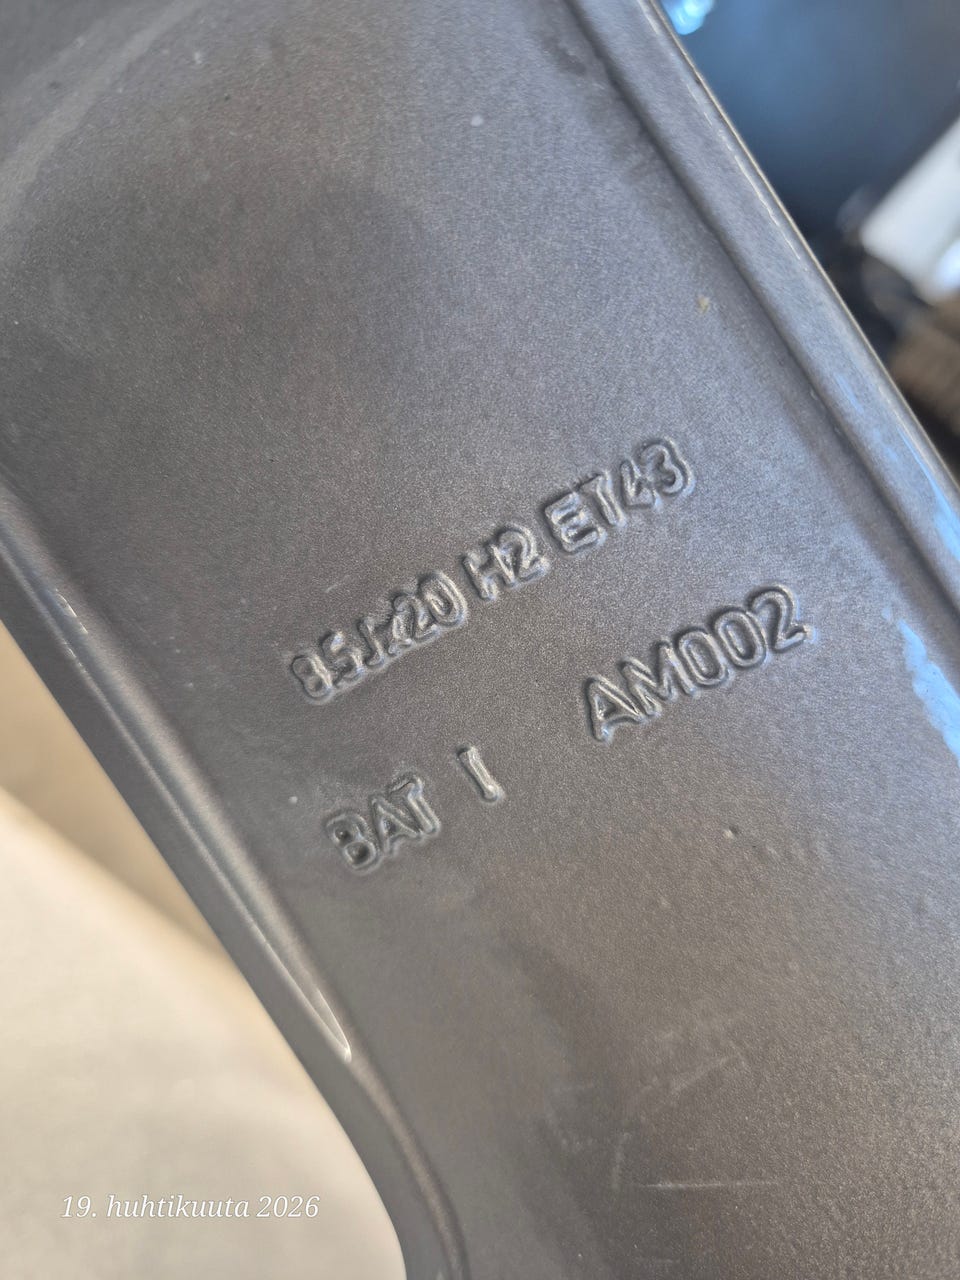 8.5Jx20 H2 ET43
AM002
BAT I
19. huhtikuuta 2026